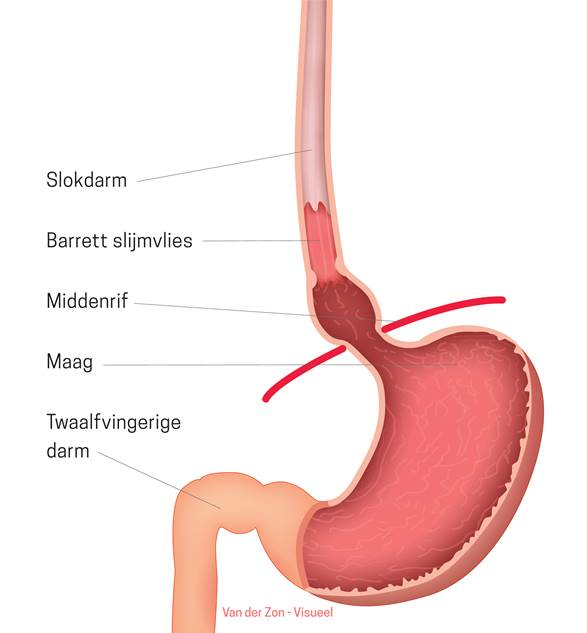 Slokdarm
Barrett slijmvlies
Middenrif
Maag
Twaalfvingerige
darm
Van der Zon - Visueel